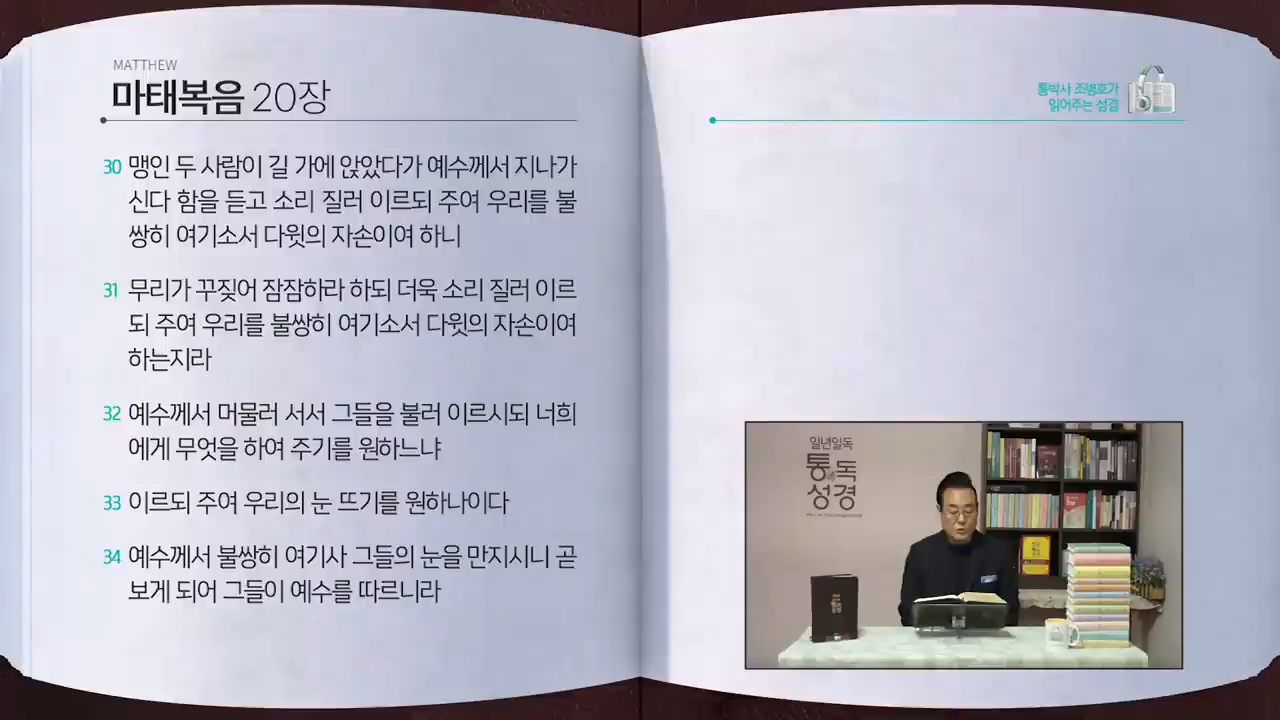 MATTHEW
마태복음 20장
30 맹인 두 사람이 길 가에 앉았다가 예수께서 지나가
신다 함을 듣고 소리 질러 이르되 주여 우리를 불
쌍히 여기소서 다윗의 자손이여 하니
31 무리가 꾸짖어 잠잠하라 하되 더욱 소리 질러 이르
되 주여 우리를 불쌍히 여기소서 다윗의 자손이여
하는지라
32 예수께서 머물러 서서 그들을 불러 이르시되 너희
에게 무엇을 하여 주기를 원하느냐
33 이르되 주여 우리의 눈 뜨기를 원하나이다
34 예수께서 불쌍히 여기사 그들의 눈을 만지시니 곧
보게 되어 그들이 예수를 따르니라
통박사 조병호가
읽어주는 성경
일년일독
통독
성경